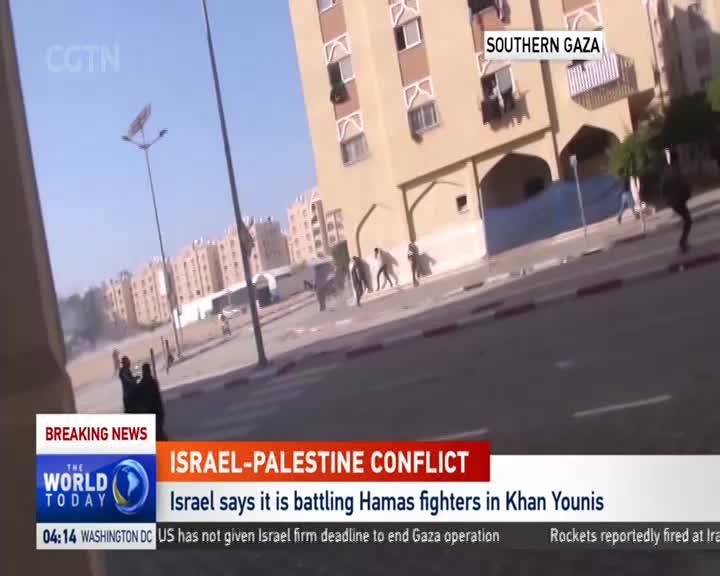 CGTN
SOUTHERN GAZA
BREAKING NEWS
ISRAEL-PALESTINE CONFLICT
THE
WORLD
TODAY
Israel says it is battling Hamas fighters in Khan Younis
04:14 WASHINGTON DC
US has not given Israel firm deadline to end Gaza operation
Rockets reportedly fired at